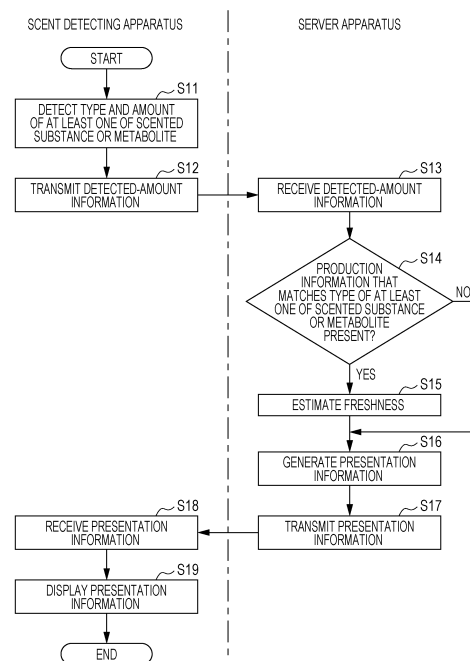 SCENT DETECTING APPARATUS
SERVER APPARATUS
START
S11
DETECT TYPE AND AMOUNT
OF AT LEAST ONE OF SCENTED
SUBSTANCE OR METABOLITE
S12
TRANSMIT DETECTED-AMOUNT
INFORMATION
S13
RECEIVE DETECTED-AMOUNT
INFORMATION
S14
PRODUCTION
INFORMATION THAT
MATCHES TYPE OF AT LEAST
ONE OF SCENTED SUBSTANCE
OR METABOLITE
PRESENT?
NO
YES
S15
ESTIMATE FRESHNESS
S16
GENERATE PRESENTATION
INFORMATION
S17
TRANSMIT PRESENTATION
INFORMATION
S18
RECEIVE PRESENTATION
INFORMATION
S19
DISPLAY PRESENTATION
INFORMATION
END